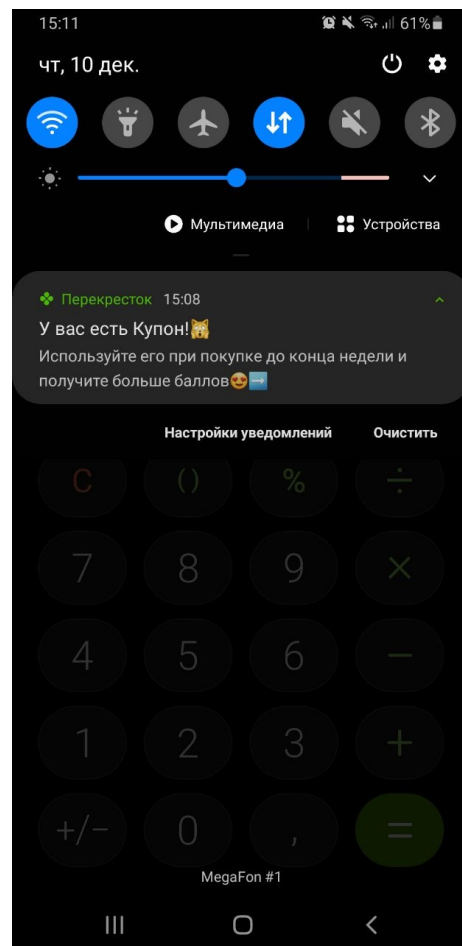 15:11 61%
чт, 10 дек.
Мультимедиа Устройства
Перекресток 15:08
У вас есть Купон!🙀
Используйте его при покупке до конца недели и
получите больше баллов😍➡️
Настройки уведомлений Очистить
C () % ÷
7 8 9 ×
4 5 6 −
1 2 3 +
+/− 0 , =
MegaFon #1